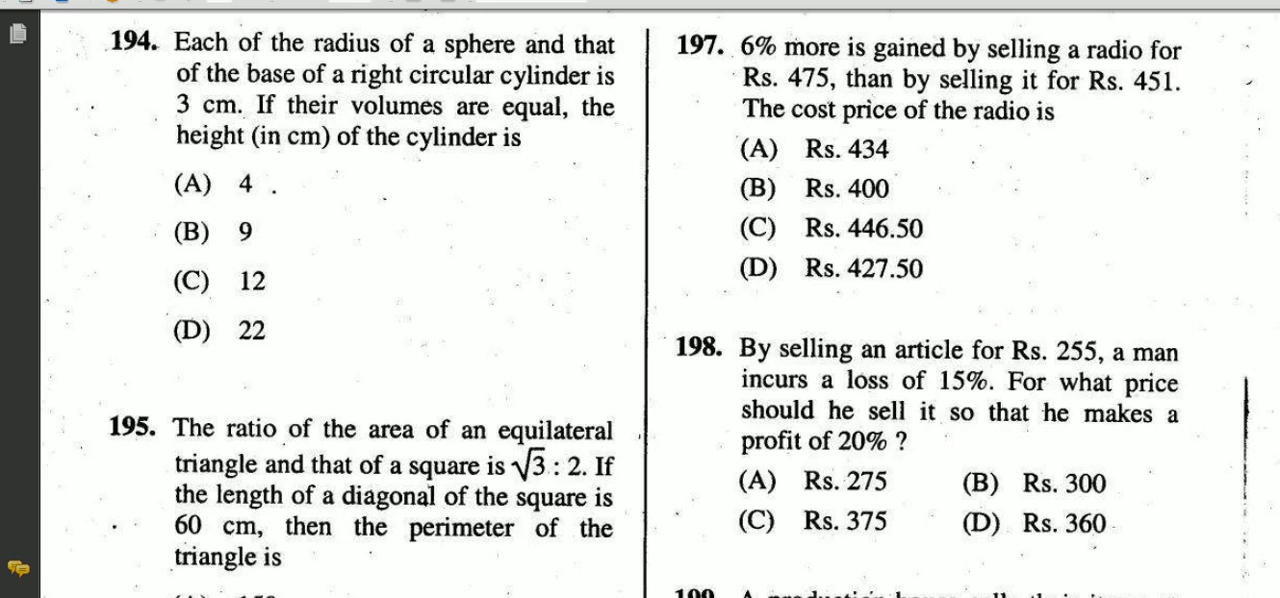 194. Each of the radius of a sphere and that
of the base of a right circular cylinder is
3 cm. If their volumes are equal, the
height (in cm) of the cylinder is
(A) 4 .
(B) 9
(C) 12
(D) 22
195. The ratio of the area of an equilateral
triangle and that of a square is √3 : 2. If
the length of a diagonal of the square is
60 cm, then the perimeter of the
triangle is
197. 6% more is gained by selling a radio for
Rs. 475, than by selling it for Rs. 451.
The cost price of the radio is
(A) Rs. 434
(B) Rs. 400
(C) Rs. 446.50
(D) Rs. 427.50
198. By selling an article for Rs. 255, a man
incurs a loss of 15%. For what price
should he sell it so that he makes a
profit of 20% ?
(A) Rs. 275 (B) Rs. 300
(C) Rs. 375 (D) Rs. 360